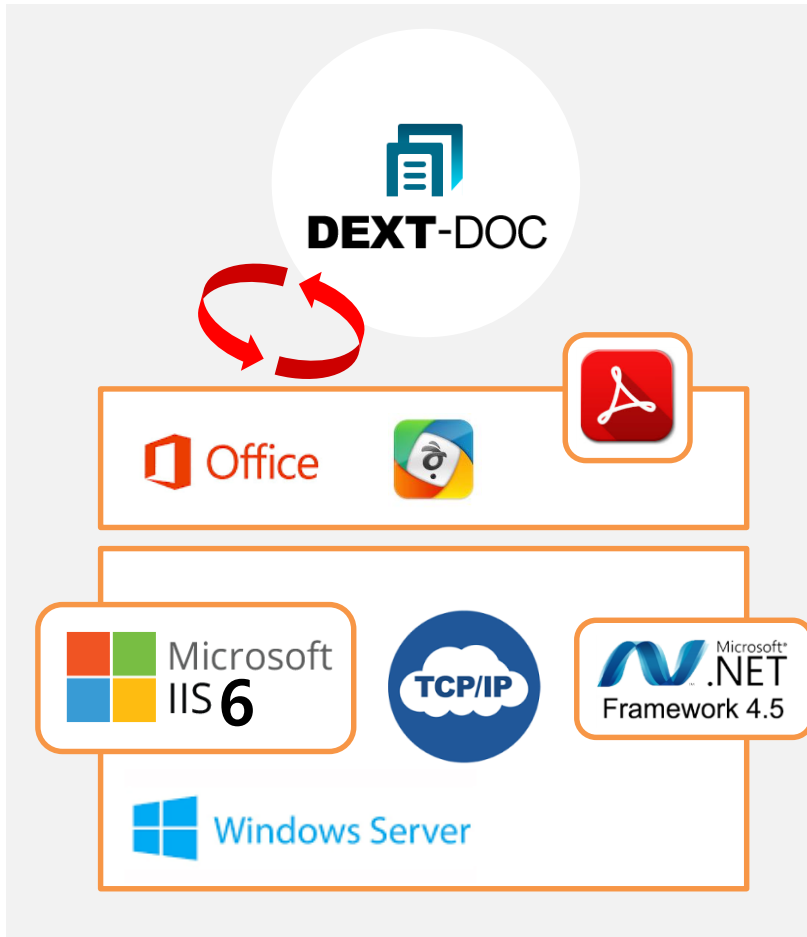 DEXT-DOC
Office
Microsoft
IIS 6
TCP/IP
Microsoft®
.NET
Framework 4.5
Windows Server